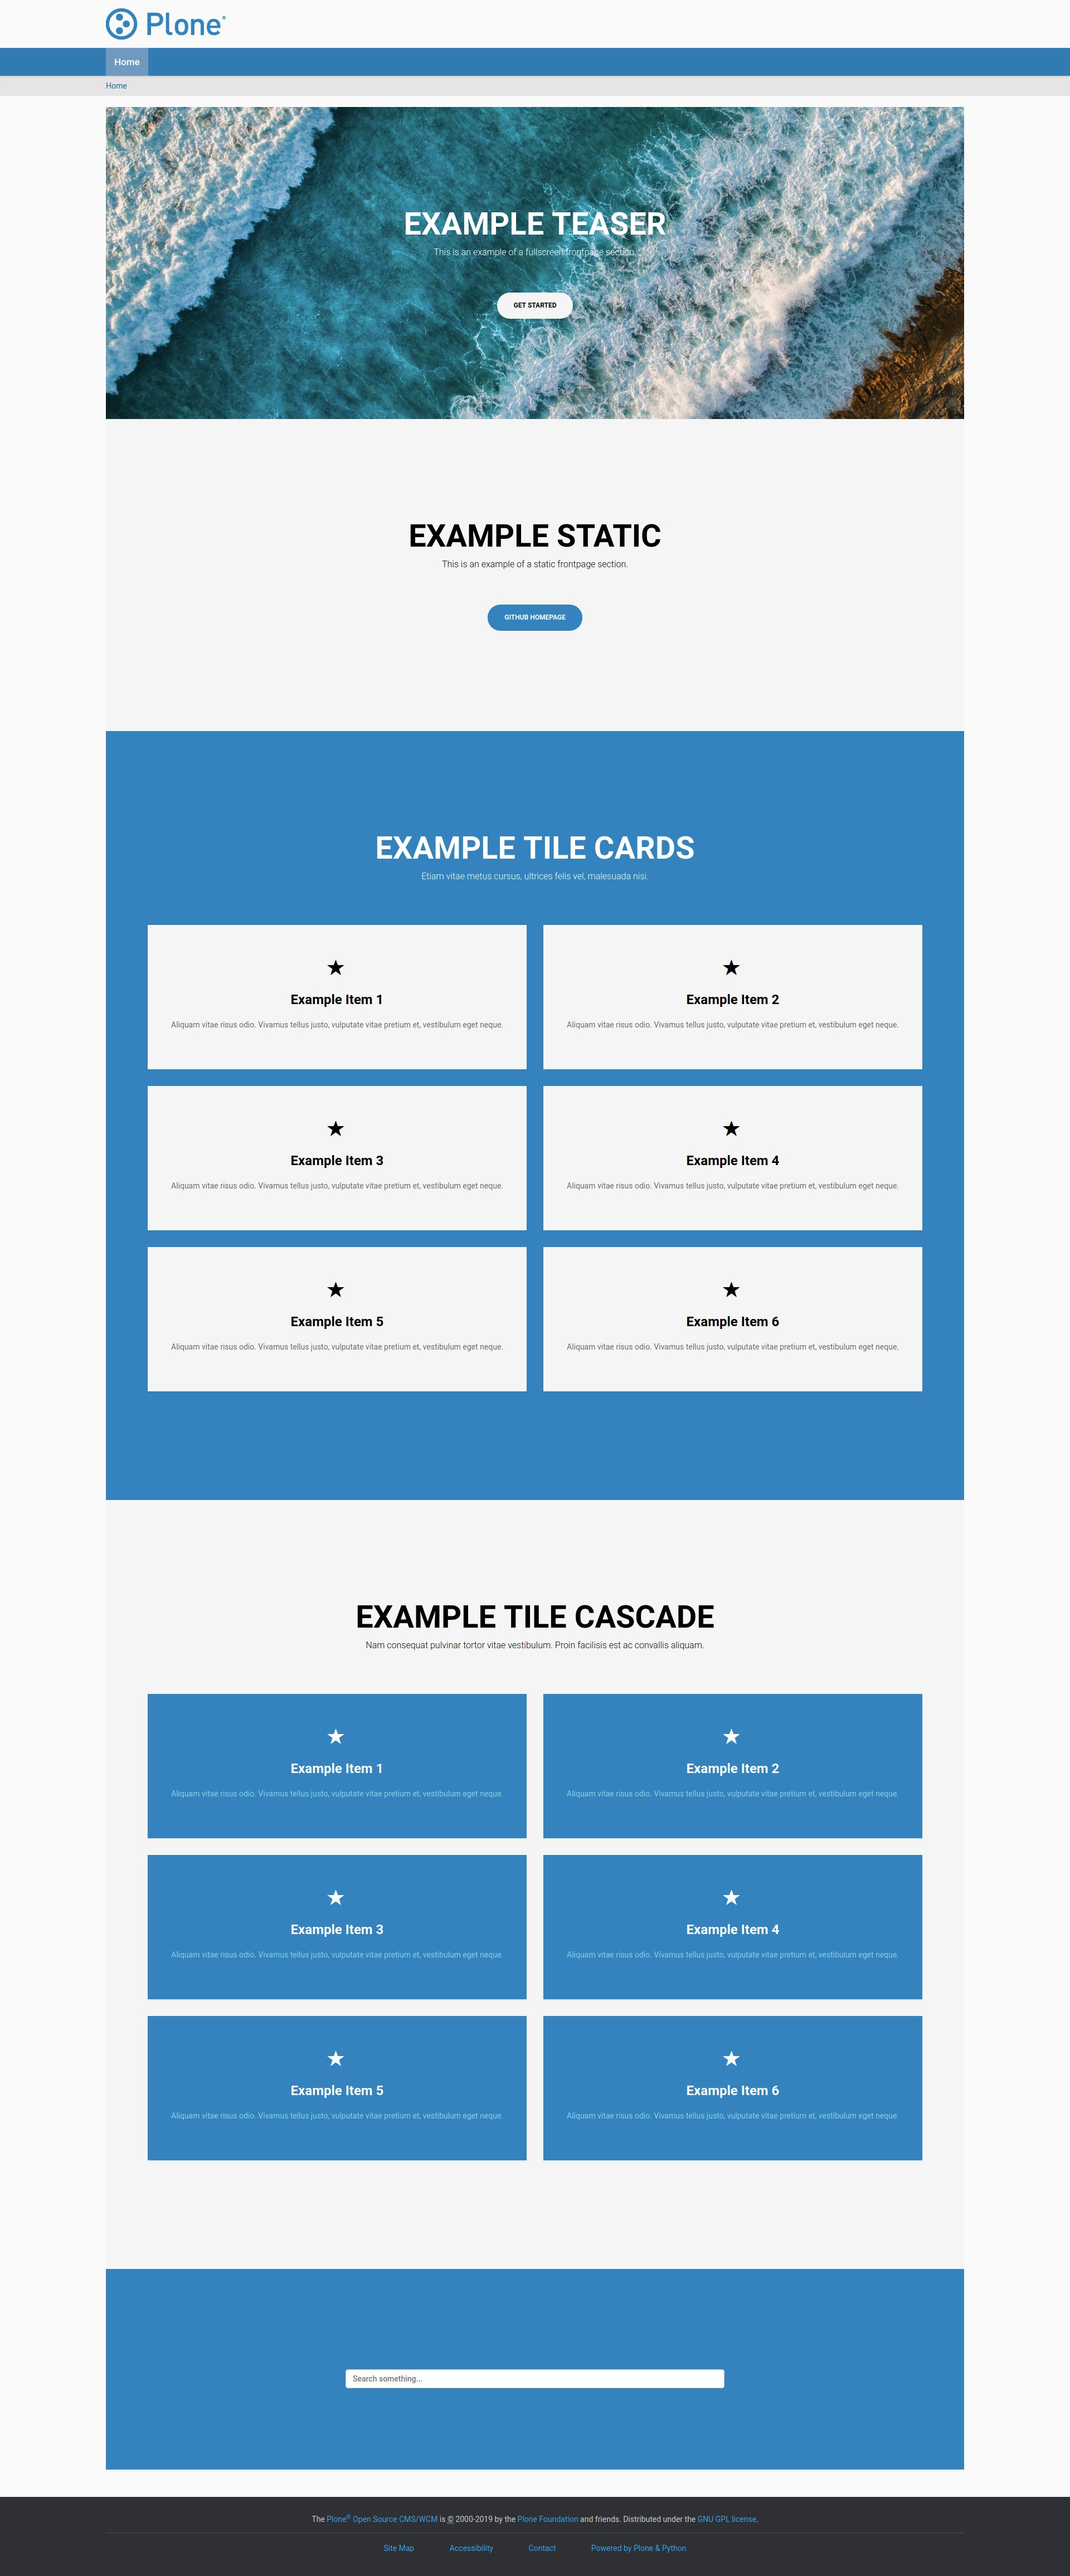 Plone®
Home
Home
EXAMPLE TEASER
This is an example of a fullscreen frontpage section.
GET STARTED
EXAMPLE STATIC
This is an example of a static frontpage section.
GITHUB HOMEPAGE
EXAMPLE TILE CARDS
Etiam vitae metus cursus, ultrices felis vel, malesuada nisi.
★ ★
Example Item 1 Example Item 2
Aliquam vitae risus odio. Vivamus tellus justo, vulputate vitae pretium et, vestibulum eget neque. Aliquam vitae risus odio. Vivamus tellus justo, vulputate vitae pretium et, vestibulum eget neque.
★ ★
Example Item 3 Example Item 4
Aliquam vitae risus odio. Vivamus tellus justo, vulputate vitae pretium et, vestibulum eget neque. Aliquam vitae risus odio. Vivamus tellus justo, vulputate vitae pretium et, vestibulum eget neque.
★ ★
Example Item 5 Example Item 6
Aliquam vitae risus odio. Vivamus tellus justo, vulputate vitae pretium et, vestibulum eget neque. Aliquam vitae risus odio. Vivamus tellus justo, vulputate vitae pretium et, vestibulum eget neque.
EXAMPLE TILE CASCADE
Nam consequat pulvinar tortor vitae vestibulum. Proin facilisis est ac convallis aliquam.
★ ★
Example Item 1 Example Item 2
Aliquam vitae risus odio. Vivamus tellus justo, vulputate vitae pretium et, vestibulum eget neque. Aliquam vitae risus odio. Vivamus tellus justo, vulputate vitae pretium et, vestibulum eget neque.
★ ★
Example Item 3 Example Item 4
Aliquam vitae risus odio. Vivamus tellus justo, vulputate vitae pretium et, vestibulum eget neque. Aliquam vitae risus odio. Vivamus tellus justo, vulputate vitae pretium et, vestibulum eget neque.
★ ★
Example Item 5 Example Item 6
Aliquam vitae risus odio. Vivamus tellus justo, vulputate vitae pretium et, vestibulum eget neque. Aliquam vitae risus odio. Vivamus tellus justo, vulputate vitae pretium et, vestibulum eget neque.
Search something...
The Plone® Open Source CMS/WCM is © 2000-2019 by the Plone Foundation and friends. Distributed under the GNU GPL license.
Site Map Accessibility Contact Powered by Plone & Python